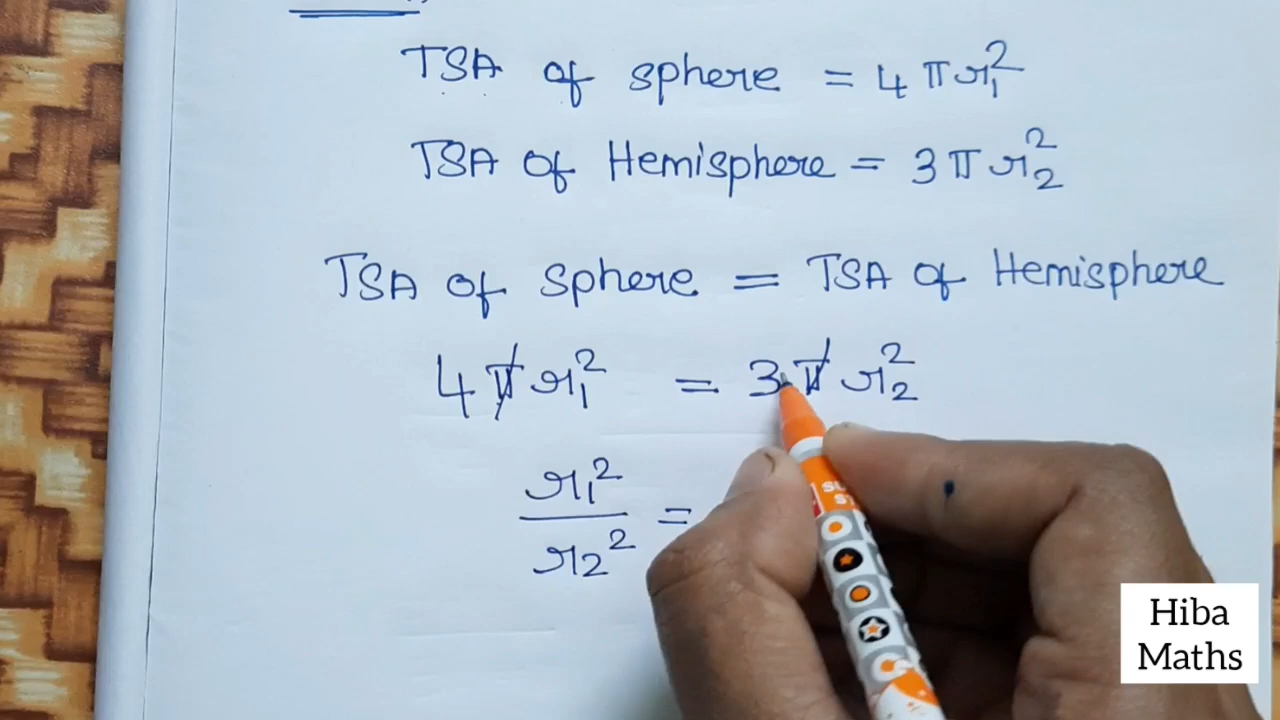 TSA of sphere = 4πr₁²
TSA of Hemisphere = 3πr₂²
TSA of sphere = TSA of Hemisphere
4πr₁² = 3πr₂²
r₁²/r₂² =
Hiba
Maths